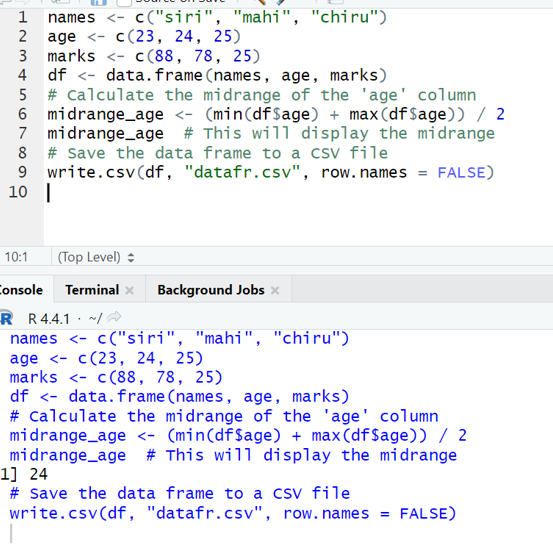 Source on Save
1 names <- c("siri", "mahi", "chiru")
2 age <- c(23, 24, 25)
3 marks <- c(88, 78, 25)
4 df <- data.frame(names, age, marks)
5 # Calculate the midrange of the 'age' column
6 midrange_age <- (min(df$age) + max(df$age)) / 2
7 midrange_age  # This will display the midrange
8 # Save the data frame to a CSV file
9 write.csv(df, "datafr.csv", row.names = FALSE)
10
10:1 (Top Level)
onsole Terminal × Background Jobs ×
R R 4.4.1 · ~/
names <- c("siri", "mahi", "chiru")
age <- c(23, 24, 25)
marks <- c(88, 78, 25)
df <- data.frame(names, age, marks)
# Calculate the midrange of the 'age' column
midrange_age <- (min(df$age) + max(df$age)) / 2
midrange_age  # This will display the midrange
1] 24
# Save the data frame to a CSV file
write.csv(df, "datafr.csv", row.names = FALSE)